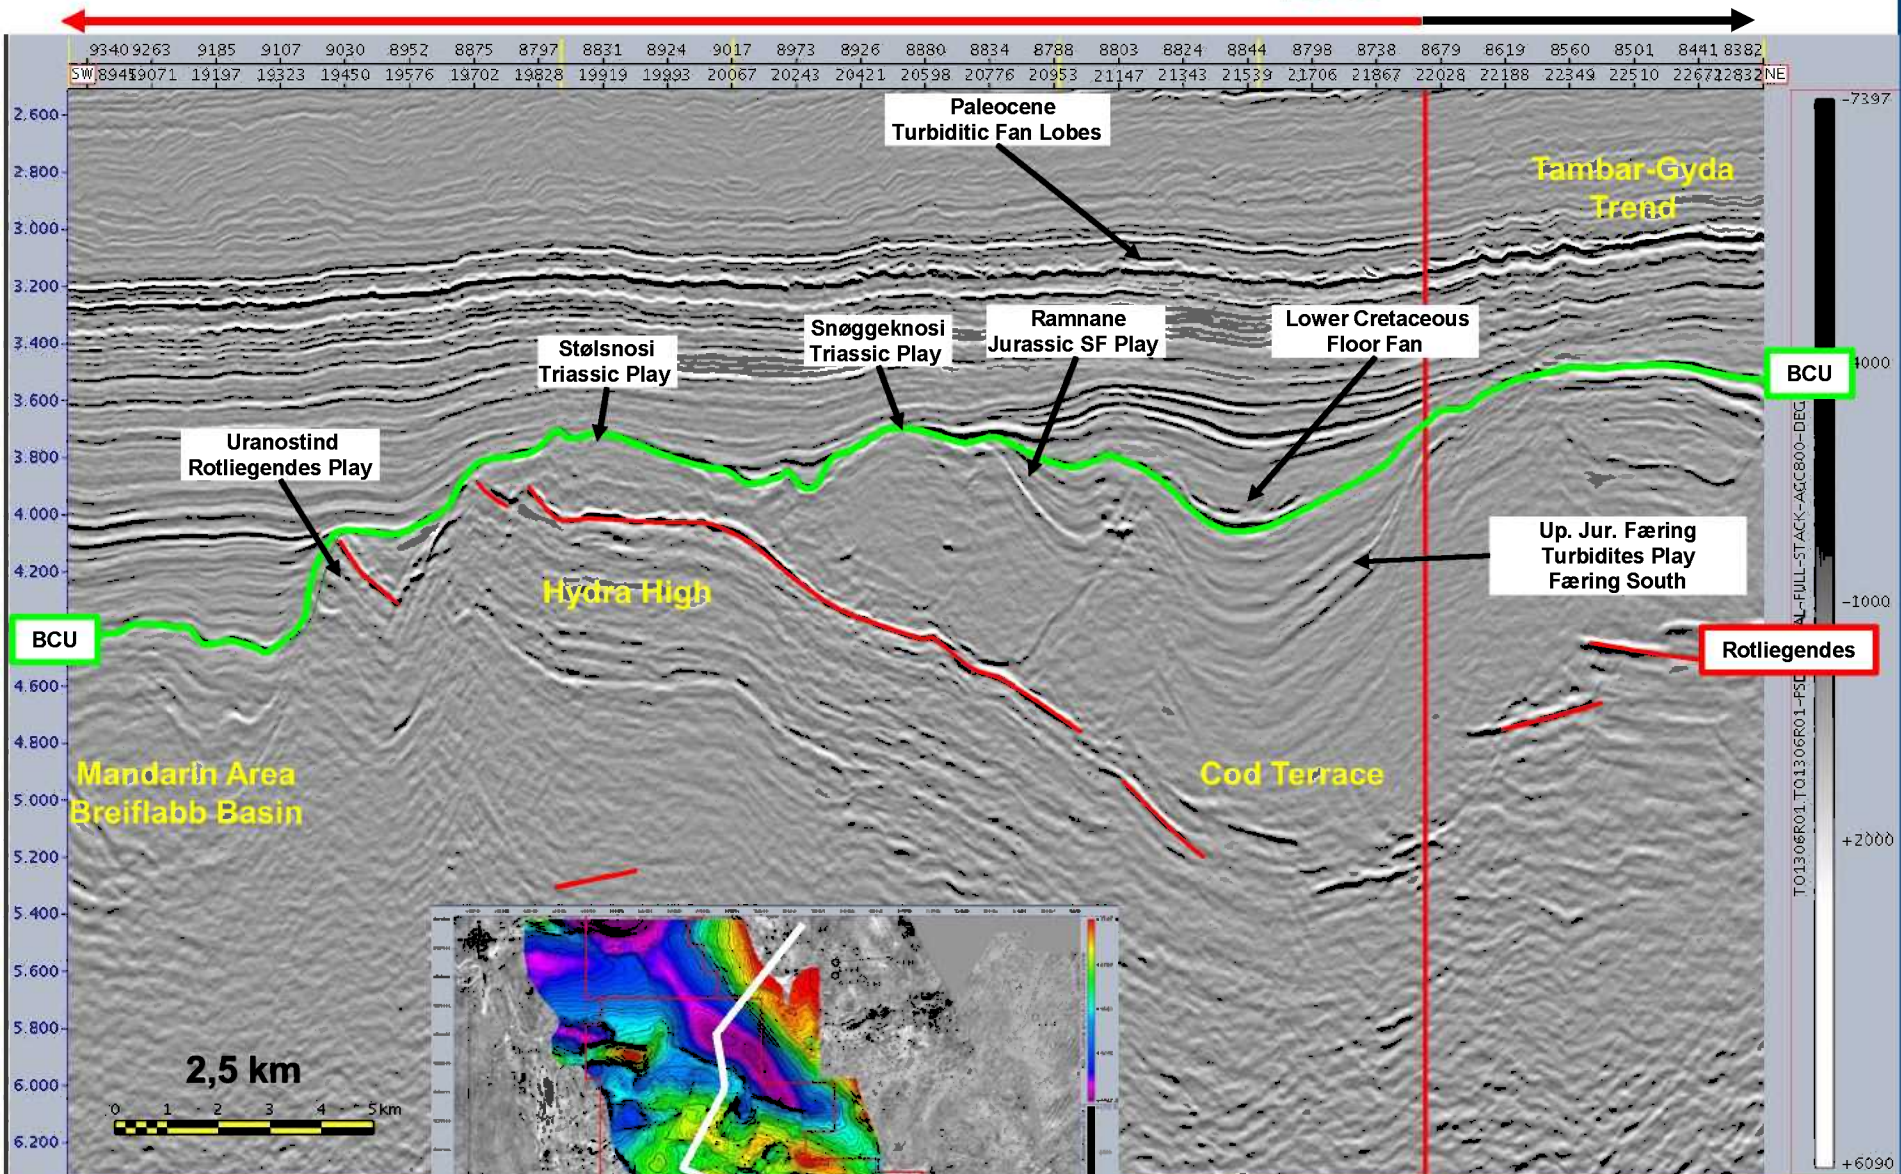 9340 9263 9185 9107 9030 8952 8875 8797 8831 8924 9017 8973 8926 8880 8834 8788 8803 8824 8844 8798 8738 8679 8619 8560 8501 8441 8382
SW 19071 19197 19323 19450 19576 19702 19828 19919 19993 20067 20243 20421 20598 20776 20953 21147 21343 21539 21706 21867 22028 22188 22349 22510 NE
2.600
2.800
3.000
3.200
3.400
3.600
3.800
4.000
4.200
4.600
4.800
5.000
5.200
5.400
5.600
5.800
6.000
6.200
Paleocene
Turbiditic Fan Lobes
Tambar-Gyda
Trend
Stølsnosi
Triassic Play
Snøggeknosi
Triassic Play
Ramnane
Jurassic SF Play
Lower Cretaceous
Floor Fan
BCU
Uranostind
Rotliegendes Play
Up. Jur. Færing
Turbidites Play
Færing South
Hydra High
BCU
Rotliegendes
Mandarin Area
Breiflabb Basin
Cod Terrace
2,5 km
0 1 2 3 4 5km
-7397
4000
-1000
+2000
+6090